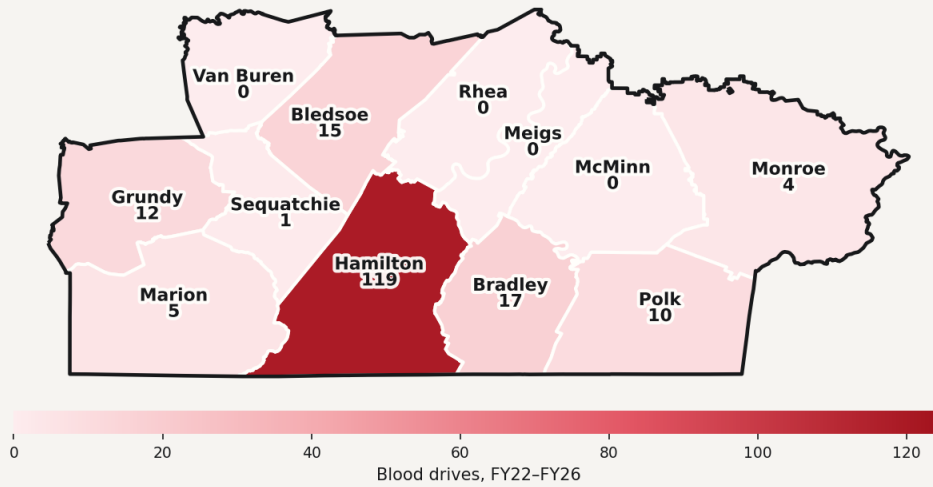 Van Buren
0
Rhea
0
Bledsoe
15
Meigs
0
McMinn
0
Monroe
4
Grundy
12
Sequatchie
1
Hamilton
119
Bradley
17
Marion
5
Polk
10
0 20 40 60 80 100 120
Blood drives, FY22–FY26